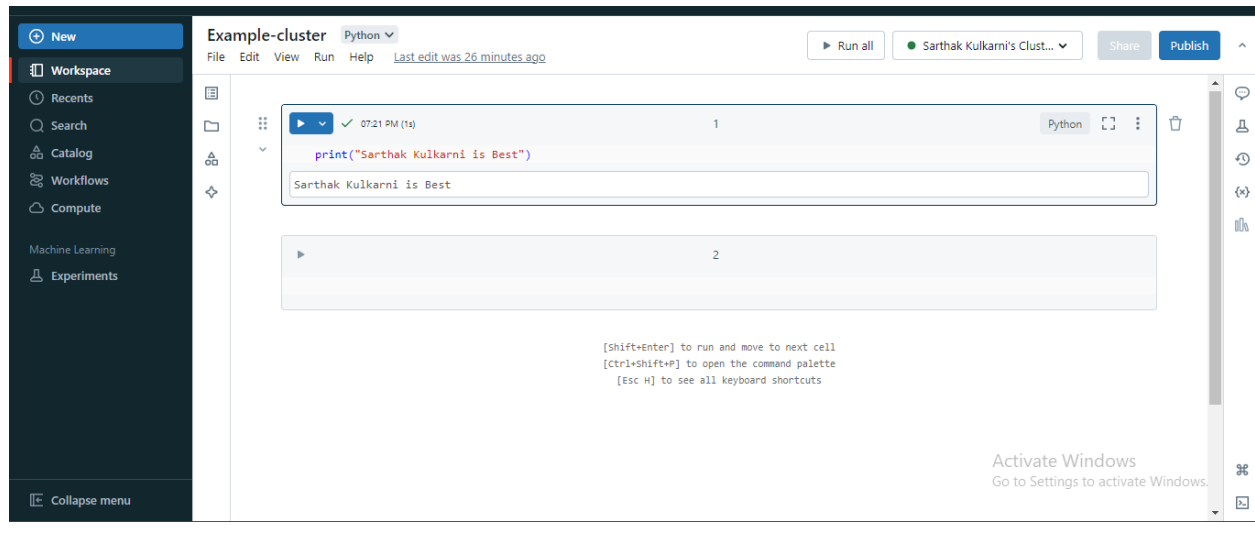 New
Workspace
Recents
Search
Catalog
Workflows
Compute
Machine Learning
Experiments
Collapse menu
Example-cluster Python
File Edit View Run Help Last edit was 26 minutes ago
Run all Sarthak Kulkarni's Clust... Share Publish
07:21 PM (1s) 1 Python
print("Sarthak Kulkarni is Best")
Sarthak Kulkarni is Best
2
[Shift+Enter] to run and move to next cell
[Ctrl+Shift+P] to open the command palette
[Esc H] to see all keyboard shortcuts
Activate Windows
Go to Settings to activate Windows.